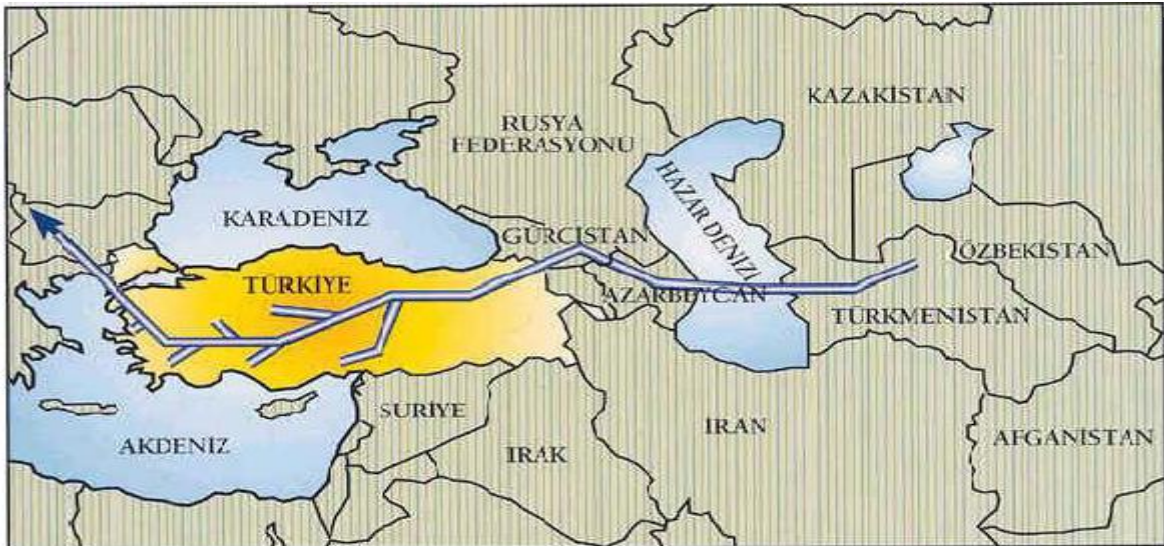 KAZAKİSTAN
RUSYA
FEDERASYONU
HAZAR DENİZİ
KARADENİZ
GÜRCİSTAN
ÖZBEKİSTAN
TÜRKİYE
AZARBEYCAN
TÜRKMENİSTAN
SURİYE
AKDENİZ
IRAK
IRAN
AFGANİSTAN